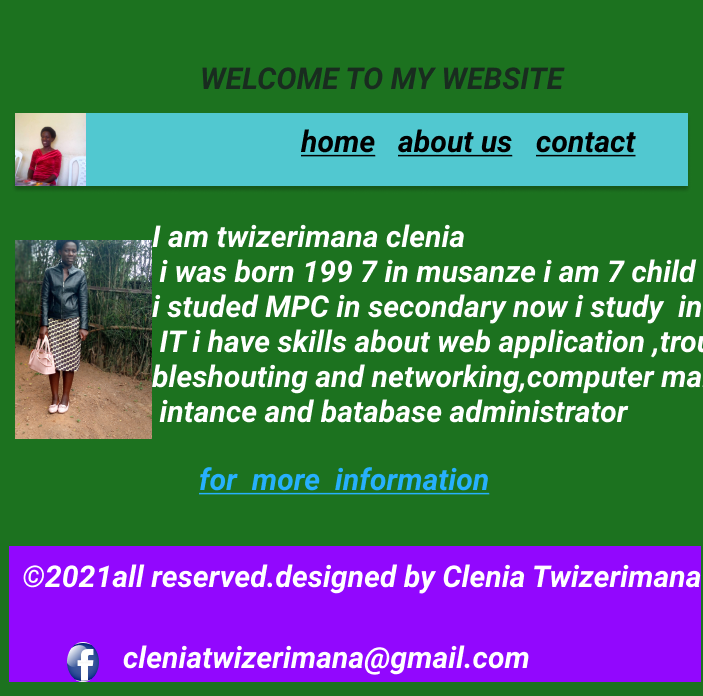 WELCOME TO MY WEBSITE
home about us contact
I am twizerimana clenia
i was born 199 7 in musanze i am 7 child
i studed MPC in secondary now i study in
IT i have skills about web application ,trou
bleshouting and networking,computer ma
intance and batabase administrator
for more information
©2021all reserved.designed by Clenia Twizerimana
f cleniatwizerimana@gmail.com